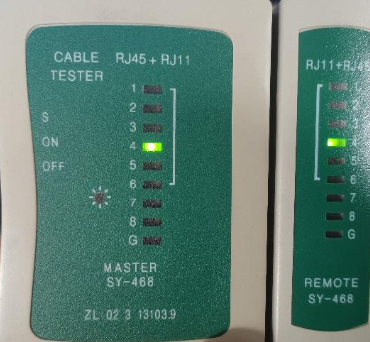 CABLE TESTER
RJ45 + RJ11
1
2
3
4
5
6
7
8
G
S
ON
OFF
MASTER
SY-468
ZL 02 3 13103.9
RJ11+RJ45
1
2
3
4
5
6
7
8
G
REMOTE
SY-468